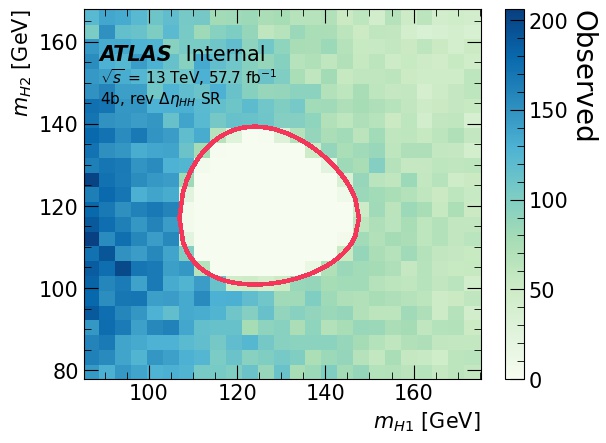 ATLAS Internal
√s = 13 TeV, 57.7 fb⁻¹
4b, rev Δη_HH SR
m_H2 [GeV]
160
140
120
100
80
100 120 140 160
m_H1 [GeV]
200
150
100
50
0
Observed